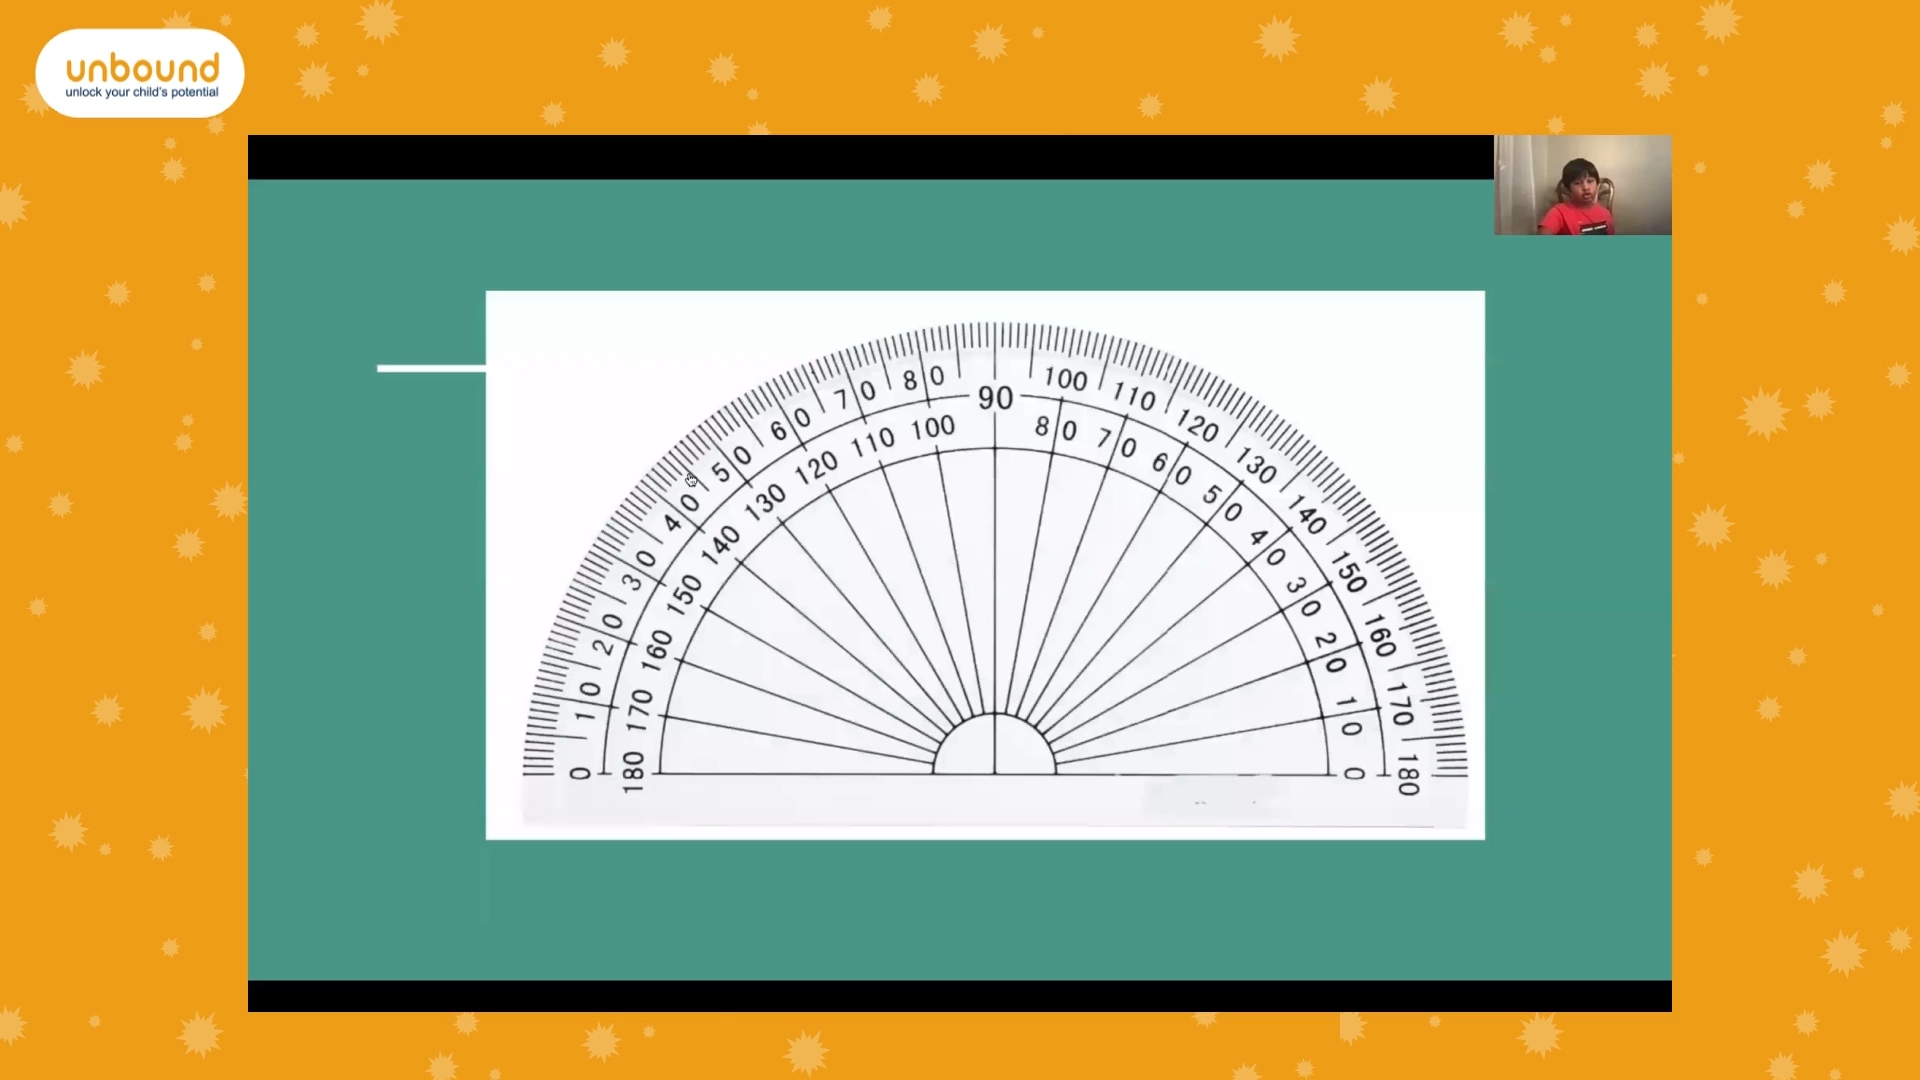 unbound
unlock your child's potential
0 10 20 30 40 50 60 70 80 90 100 110 120 130 140 150 160 170 180
180 170 160 150 140 130 120 110 100 80 70 60 50 40 30 20 10 0